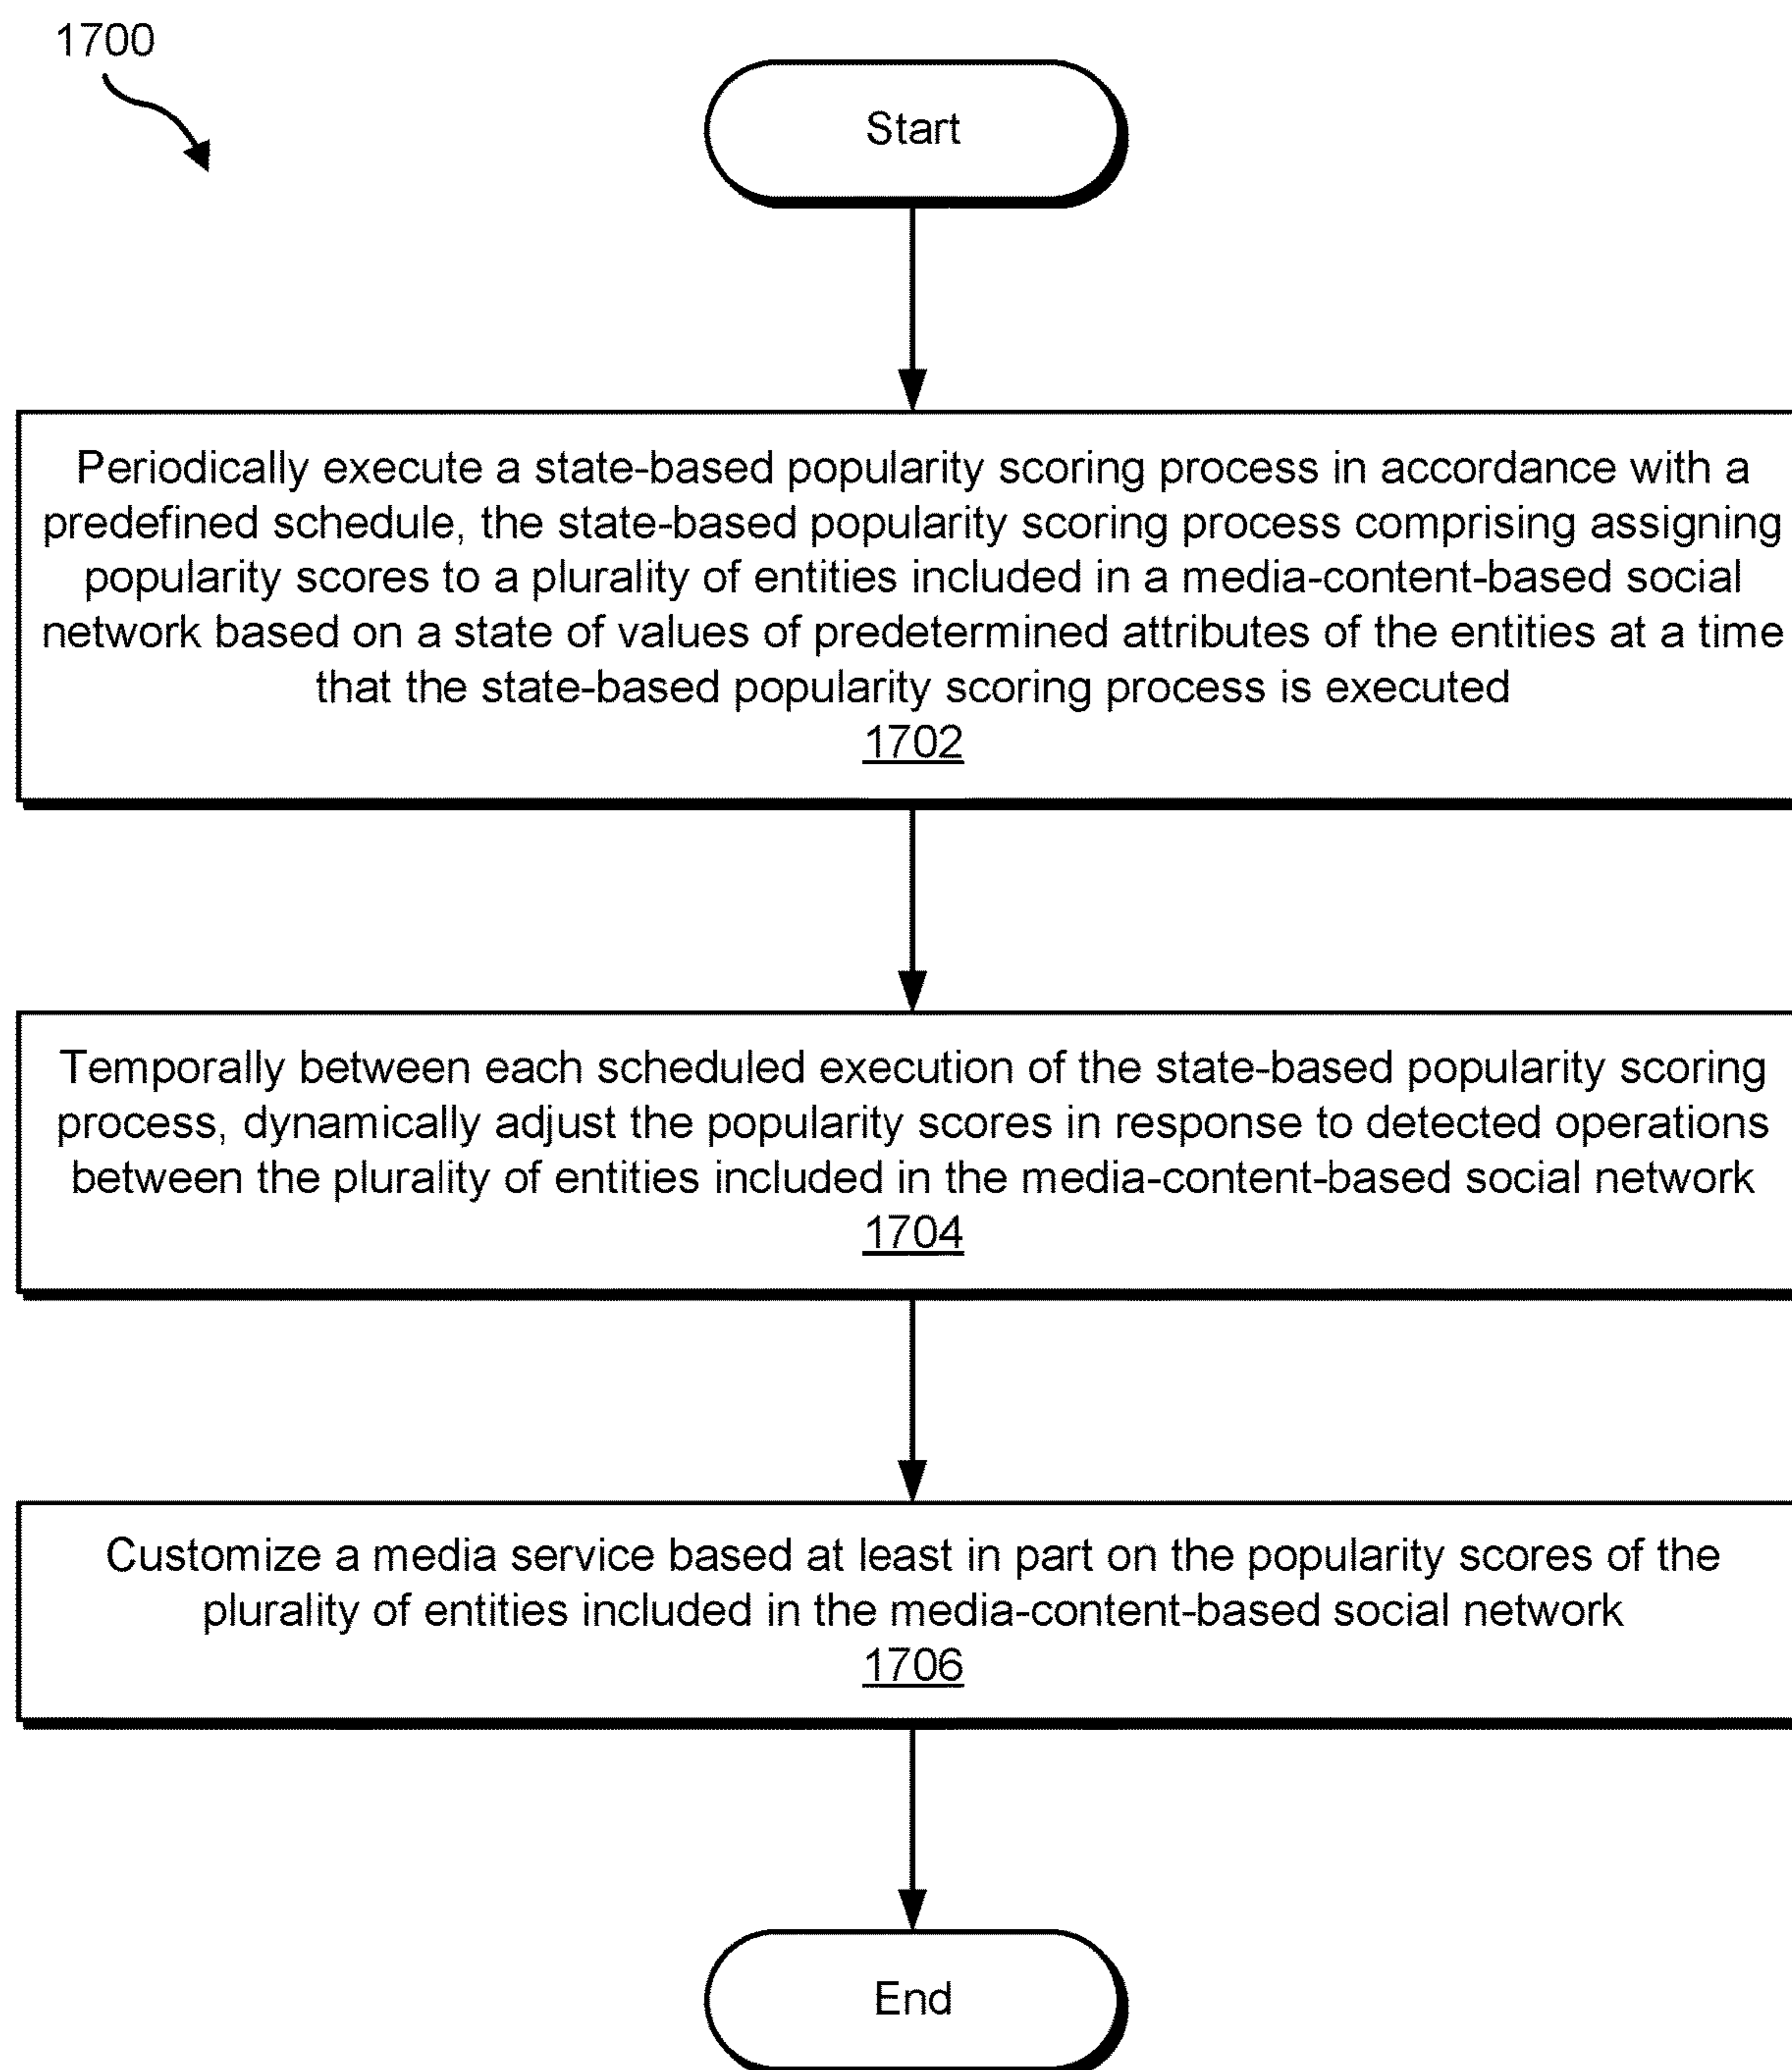 1700
Start
Periodically execute a state-based popularity scoring process in accordance with a
predefined schedule, the state-based popularity scoring process comprising assigning
popularity scores to a plurality of entities included in a media-content-based social
network based on a state of values of predetermined attributes of the entities at a time
that the state-based popularity scoring process is executed
1702
Temporally between each scheduled execution of the state-based popularity scoring
process, dynamically adjust the popularity scores in response to detected operations
between the plurality of entities included in the media-content-based social network
1704
Customize a media service based at least in part on the popularity scores of the
plurality of entities included in the media-content-based social network
1706
End